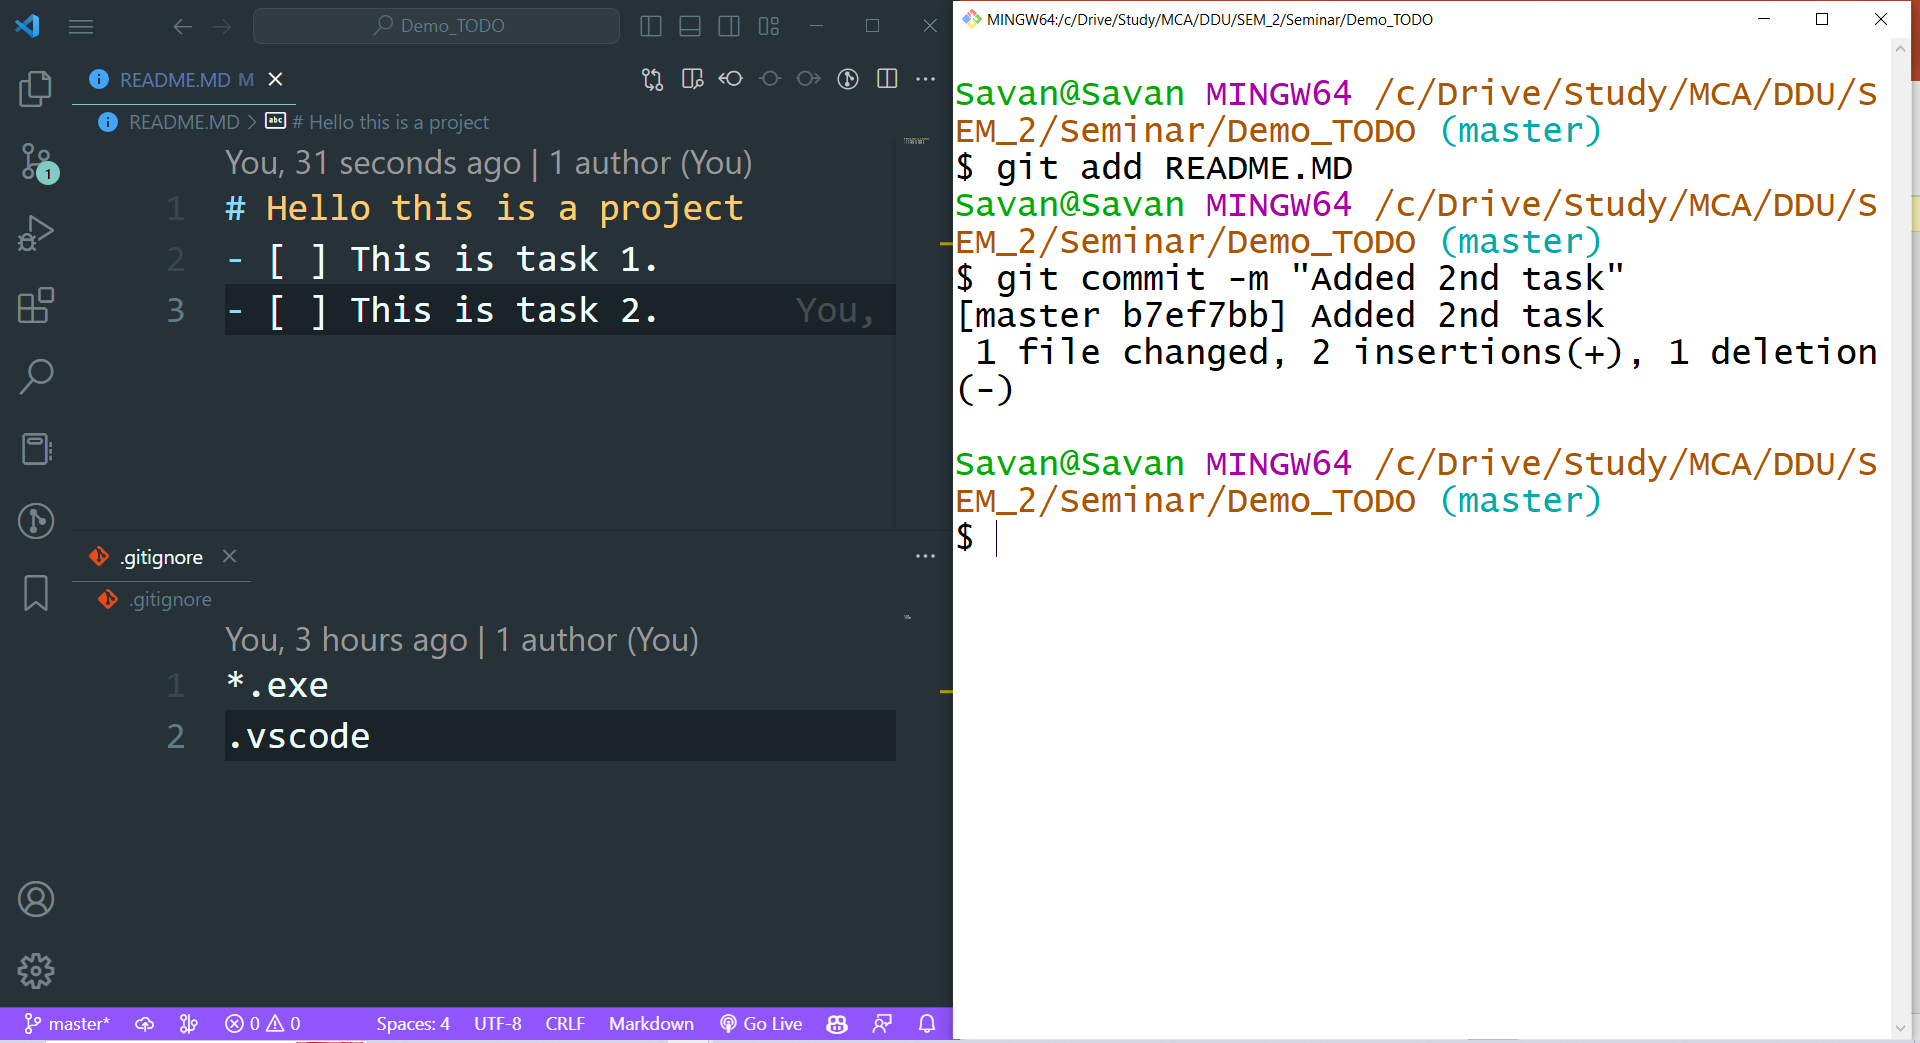 Demo_TODO
README.MD M
README.MD > # Hello this is a project
You, 31 seconds ago | 1 author (You)
1 # Hello this is a project
2 - [ ] This is task 1.
3 - [ ] This is task 2. You,
1
.gitignore
.gitignore
You, 3 hours ago | 1 author (You)
1 *.exe
2 .vscode
master* 0 0 Spaces: 4 UTF-8 CRLF Markdown Go Live
MINGW64:/c/Drive/Study/MCA/DDU/SEM_2/Seminar/Demo_TODO
Savan@Savan MINGW64 /c/Drive/Study/MCA/DDU/S
EM_2/Seminar/Demo_TODO (master)
$ git add README.MD
Savan@Savan MINGW64 /c/Drive/Study/MCA/DDU/S
EM_2/Seminar/Demo_TODO (master)
$ git commit -m "Added 2nd task"
[master b7ef7bb] Added 2nd task
1 file changed, 2 insertions(+), 1 deletion
(-)
Savan@Savan MINGW64 /c/Drive/Study/MCA/DDU/S
EM_2/Seminar/Demo_TODO (master)
$